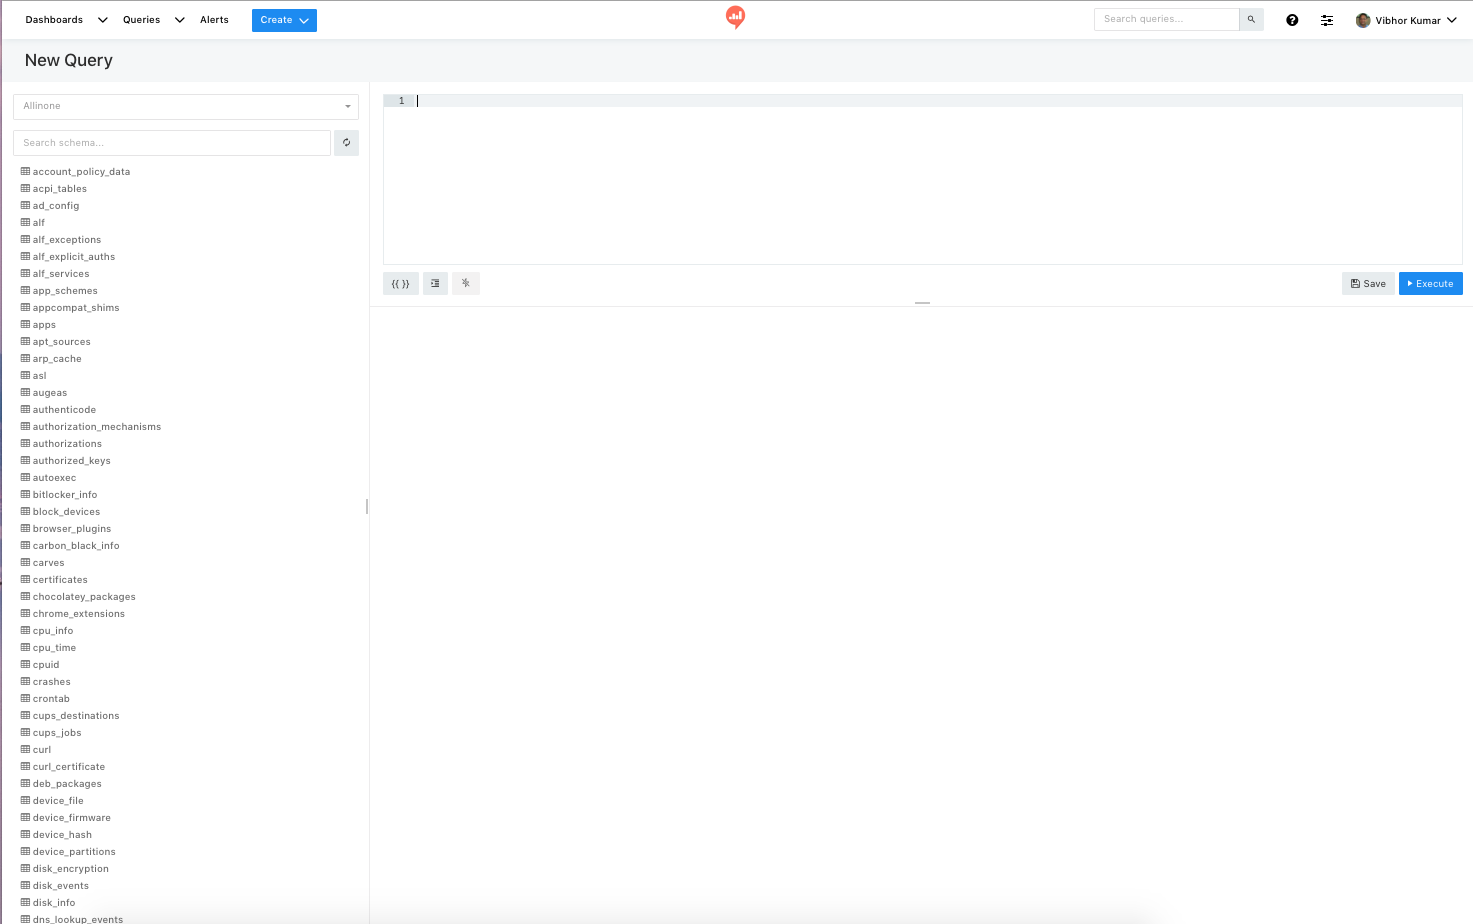 Dashboards Queries Alerts Create Search queries... Vibhor Kumar
New Query
Allinone
Search schema...
account_policy_data
acpi_tables
ad_config
alf
alf_exceptions
alf_explicit_auths
alf_services
app_schemes
appcompat_shims
apps
apt_sources
arp_cache
asl
augeas
authenticode
authorization_mechanisms
authorizations
authorized_keys
autoexec
bitlocker_info
block_devices
browser_plugins
carbon_black_info
carves
certificates
chocolatey_packages
chrome_extensions
cpu_info
cpu_time
cpuid
crashes
crontab
cups_destinations
cups_jobs
curl
curl_certificate
deb_packages
device_file
device_firmware
device_hash
device_partitions
disk_encryption
disk_events
disk_info
dns_lookup_events
1
{{ }} Save Execute